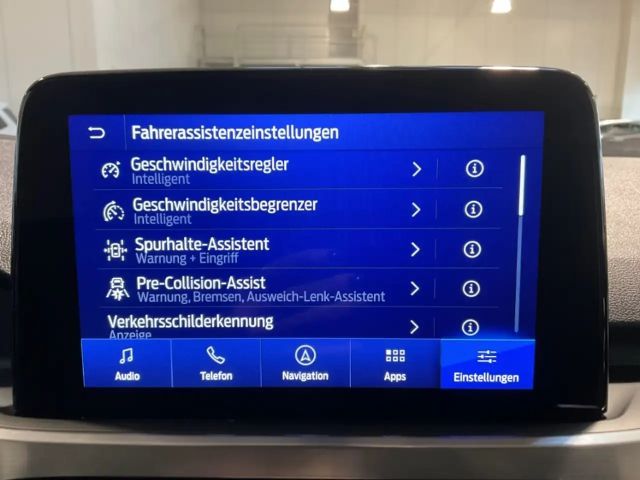 Fahrerassistenzeinstellungen
Geschwindigkeitsregler
Intelligent
Geschwindigkeitsbegrenzer
Intelligent
Spurhalte-Assistent
Warnung + Eingriff
Pre-Collision-Assist
Warnung, Bremsen, Ausweich-Lenk-Assistent
Verkehrsschilderkennung
Anzeige
Audio Telefon Navigation Apps Einstellungen